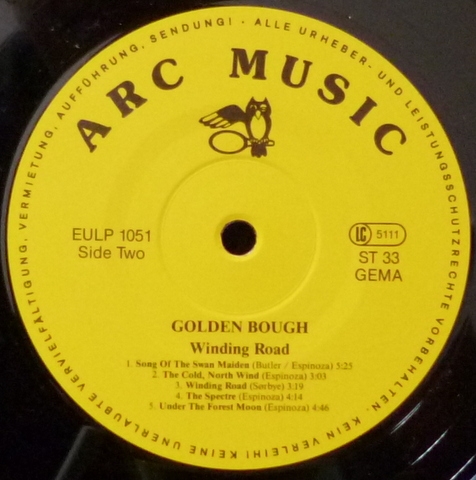 ALLE URHEBER- UND LEISTUNGSSCHUTZRECHTE VORBEHALTEN · KEIN VERLEIH! KEINE UNERLAUBTE VERVIELFÄLTIGUNG, VERMIETUNG, AUFFÜHRUNG, SENDUNG! ·
ARC MUSIC
EULP 1051
Side Two
LC 5111
ST 33
GEMA
GOLDEN BOUGH
Winding Road
1. Song Of The Swan Maiden (Butler / Espinoza) 5:25
2. The Cold, North Wind (Espinoza) 3:03
3. Winding Road (Sørbye) 3:19
4. The Spectre (Espinoza) 4:14
5. Under The Forest Moon (Espinoza) 4:46